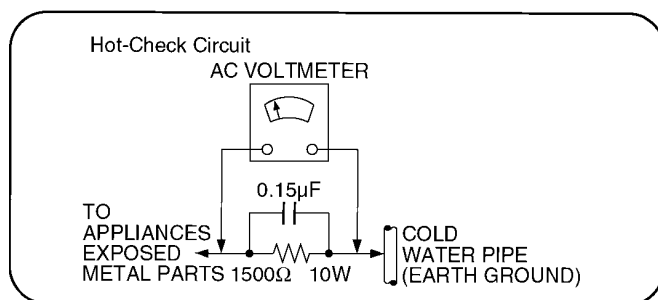 Hot-Check Circuit
AC VOLTMETER
0.15µF
TO
APPLIANCES
EXPOSED
METAL PARTS
1500Ω 10W
COLD
WATER PIPE
(EARTH GROUND)